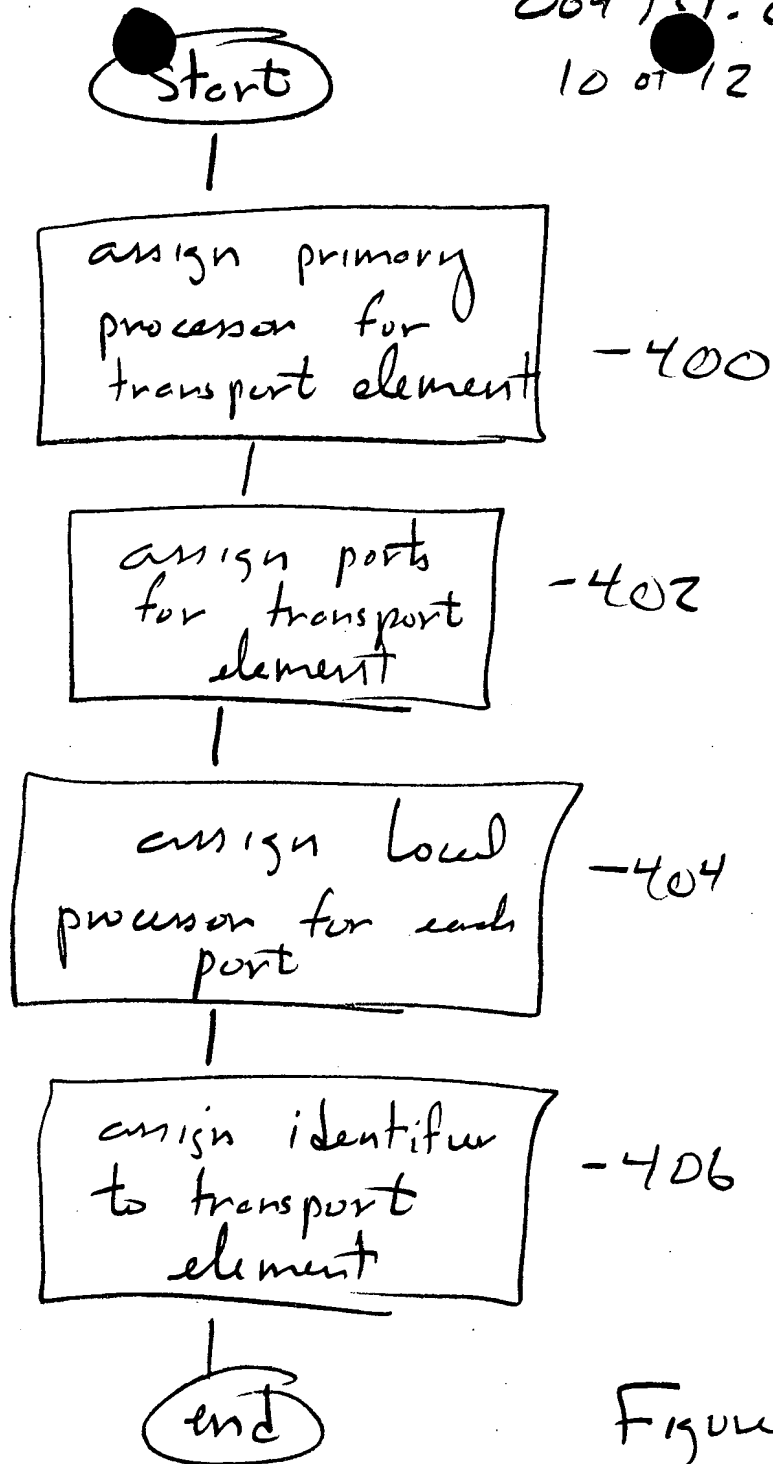 10 of 12
Start
assign primary
processor for
transport element
-400
assign ports
for transport
element
-402
assign local
processor for each
port
-404
assign identifier
to transport
element
-406
end
Figure